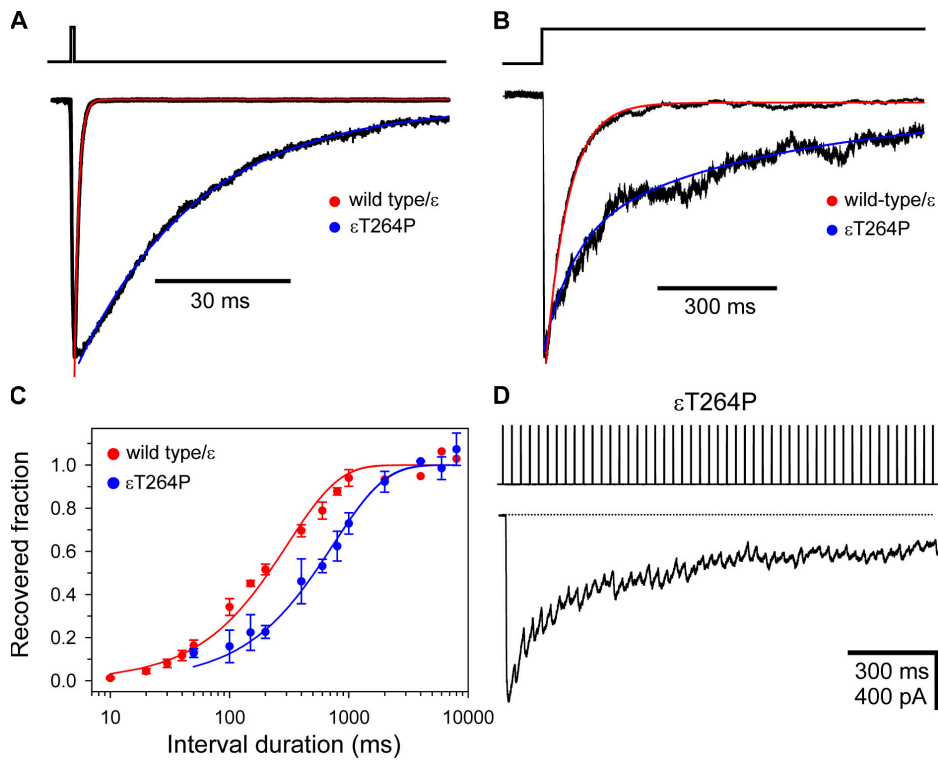 A
wild type/ε
εT264P
30 ms
B
wild-type/ε
εT264P
300 ms
C
wild type/ε
εT264P
Recovered fraction
1.0
0.8
0.6
0.4
0.2
0.0
10
100
1000
10000
Interval duration (ms)
D
εT264P
300 ms
400 pA